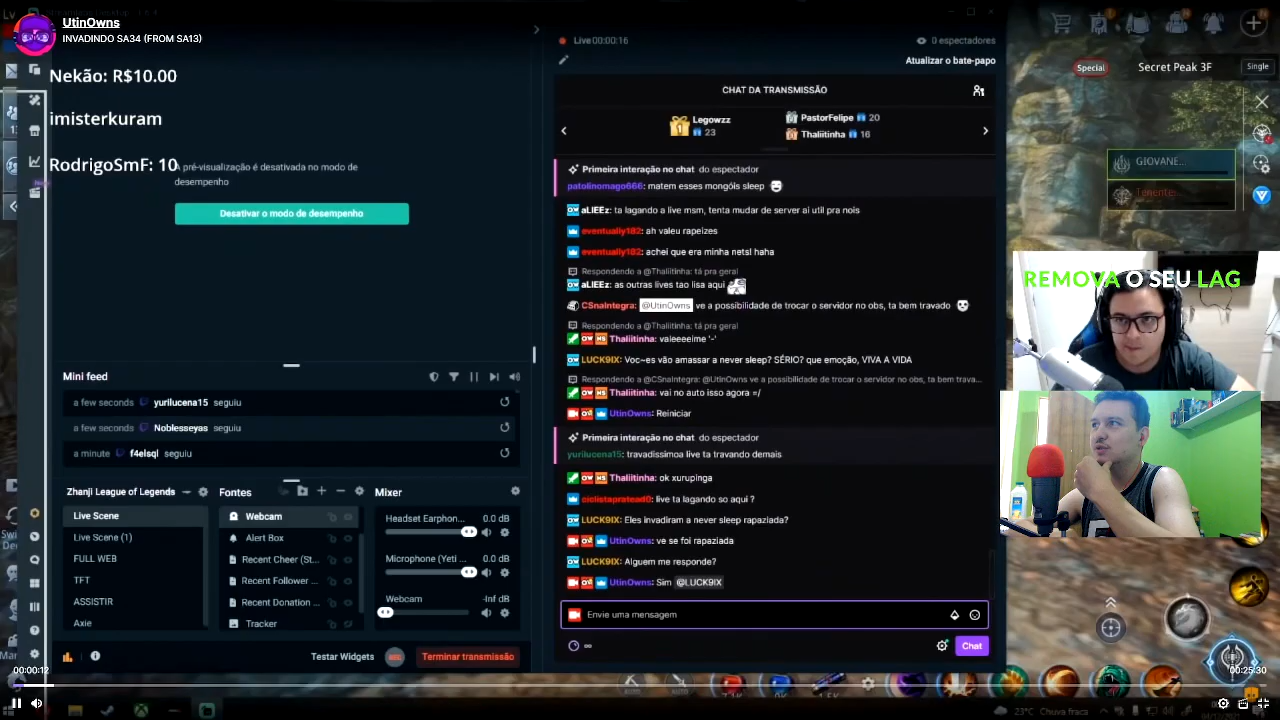 UtinOwns
INVADINDO SA34 (FROM SA13)
Nekão: R$10.00
imisterkuram
RodrigoSmF: 10
A pré-visualização é desativada no modo de
desempenho
Desativar o modo de desempenho
Mini feed
a few seconds yurilucena15 seguiu
a few seconds Noblesseyas seguiu
a minute f4elsql seguiu
Zhanji League of Legends
Live Scene
Live Scene (1)
FULL WEB
TFT
ASSISTIR
Axie
Fontes
Webcam
Alert Box
Recent Cheer (St...
Recent Follower ...
Recent Donation ...
Tracker
Mixer
Headset Earphon... 0.0 dB
Microphone (Yeti ... 0.0 dB
Webcam -Inf dB
Testar Widgets
REC
Terminar transmissão
Live 00:00:16
0 espectadores
Atualizar o bate-papo
CHAT DA TRANSMISSÃO
1 Legowzz 23
PastorFelipe 20
Thaliitinha 16
Primeira interação no chat do espectador
patolinomago666: matem esses mongóis sleep
aLIEEz: ta lagando a live msm, tenta mudar de server ai util pra nois
eventually182: ah valeu rapeizes
eventually182: achei que era minha nets! haha
Respondendo a @Thaliitinha: tá pra geral
aLIEEz: as outras lives tao lisa aqui
CSnaIntegra: @UtinOwns ve a possibilidade de trocar o servidor no obs, ta bem travado
Respondendo a @Thaliitinha: tá pra geral
Thaliitinha: valeeeeime '-'
LUCK9IX: Voc~es vão amassar a never sleep? SÉRIO? que emoção, VIVA A VIDA
Respondendo a @CSnaIntegra: @UtinOwns ve a possibilidade de trocar o servidor no obs, ta bem trava...
Thaliitinha: vai no auto isso agora =/
UtinOwns: Reiniciar
Primeira interação no chat do espectador
yurilucena15: travadissimoa live ta travando demais
Thaliitinha: ok xurupinga
ciclistapratead0: live ta lagando so aqui ?
LUCK9IX: Eles invadiram a never sleep rapaziada?
UtinOwns: ve se foi rapaziada
LUCK9IX: Alguem me responde?
UtinOwns: Sim @LUCK9IX
Envie uma mensagem
Chat
Special
Secret Peak 3F
Single
GIOVANE...
Tenente
REMOVA O SEU LAG
00:00:12
00:25:30
AUTO
23°C Chuva fraca